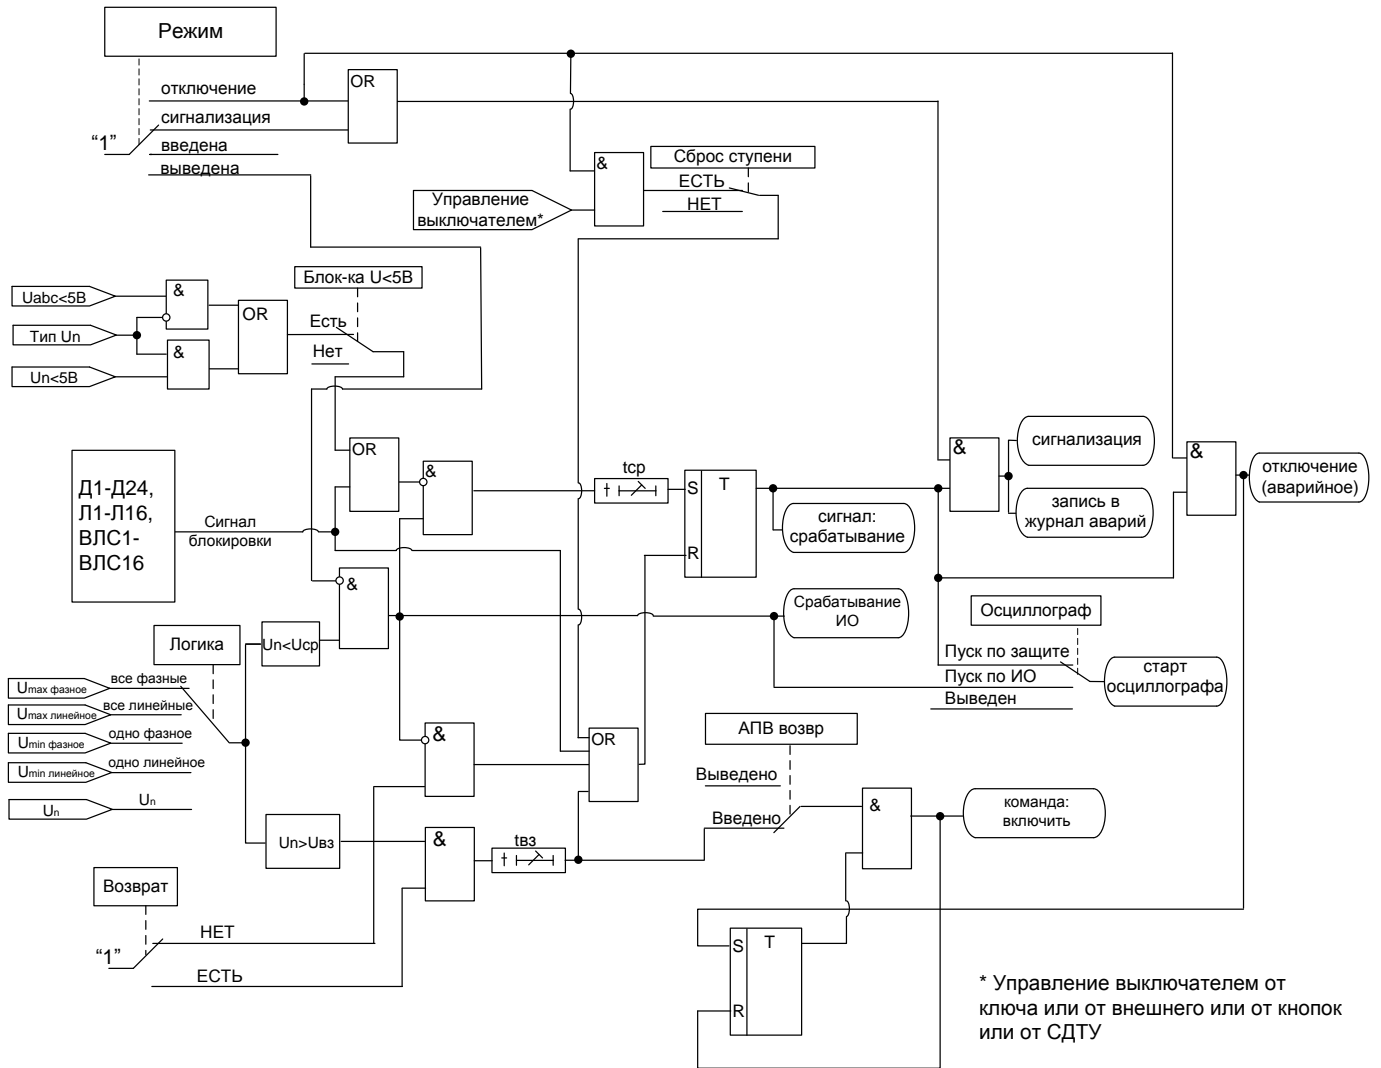 Режим
отключение
OR
сигнализация
“1”
введена
выведена
&
Сброс ступени
ЕСТЬ
НЕТ
Управление
выключателем*
Блок-ка U<5В
Uabc<5В
&
OR
Есть
Тип Un
Нет
&
Un<5В
OR
&
tср
S
T
R
&
сигнализация
запись в
журнал аварий
&
отключение
(аварийное)
Д1-Д24,
Л1-Л16,
ВЛС1-
ВЛС16
Сигнал
блокировки
сигнал:
срабатывание
&
Срабатывание
ИО
Осциллограф
Логика
Un<Uср
Пуск по защите
Пуск по ИО
Выведен
старт
осциллографа
Umax фазное
все фазные
Umax линейное
все линейные
Umin фазное
одно фазное
Umin линейное
одно линейное
Un
Un
&
OR
АПВ возвр
Выведено
Введено
&
команда:
включить
Un>Uвз
&
tвз
Возврат
НЕТ
“1”
ЕСТЬ
S
T
R
* Управление выключателем от
ключа или от внешнего или от кнопок
или от СДТУ